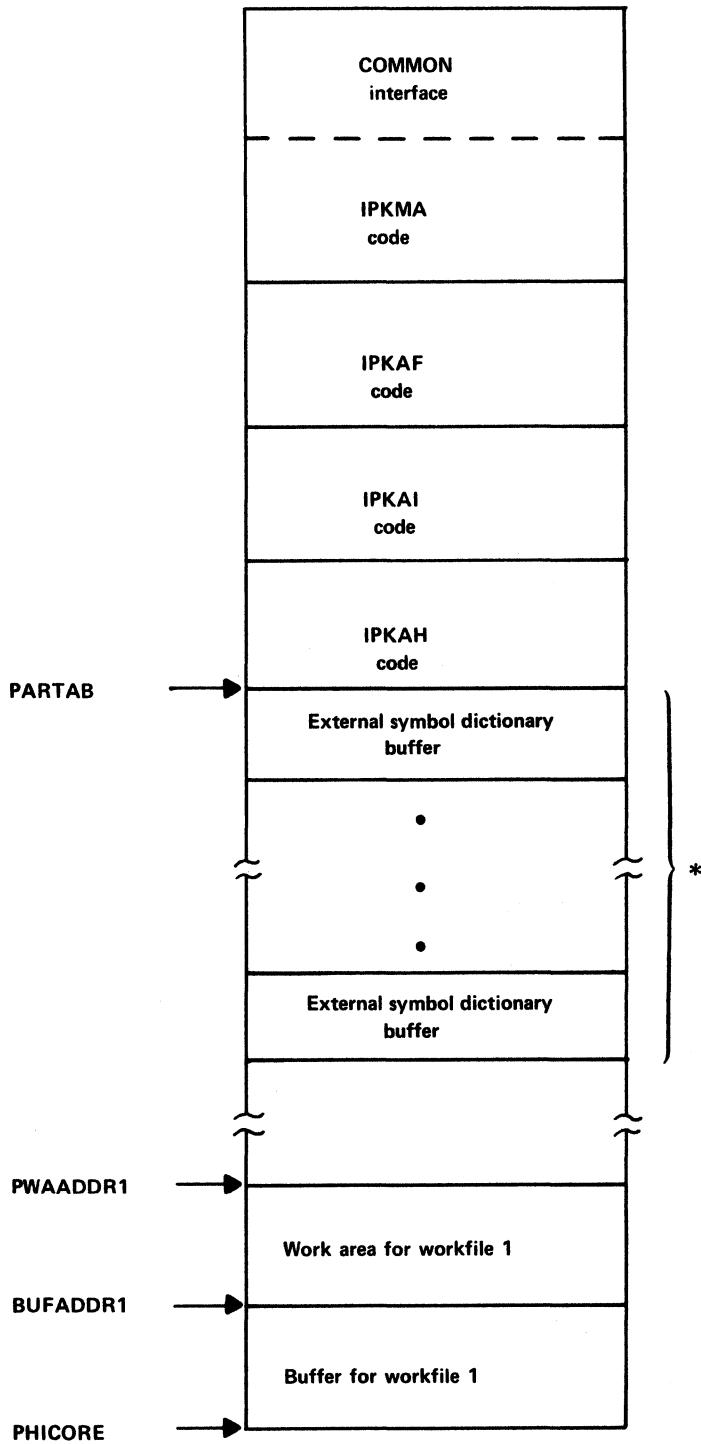 COMMON
interface
IPKMA
code
IPKAF
code
IPKAI
code
IPKAH
code
PARTAB
External symbol dictionary
buffer
*
External symbol dictionary
buffer
PWAADDR1
Work area for workfile 1
BUFADDR1
Buffer for workfile 1
PHICORE